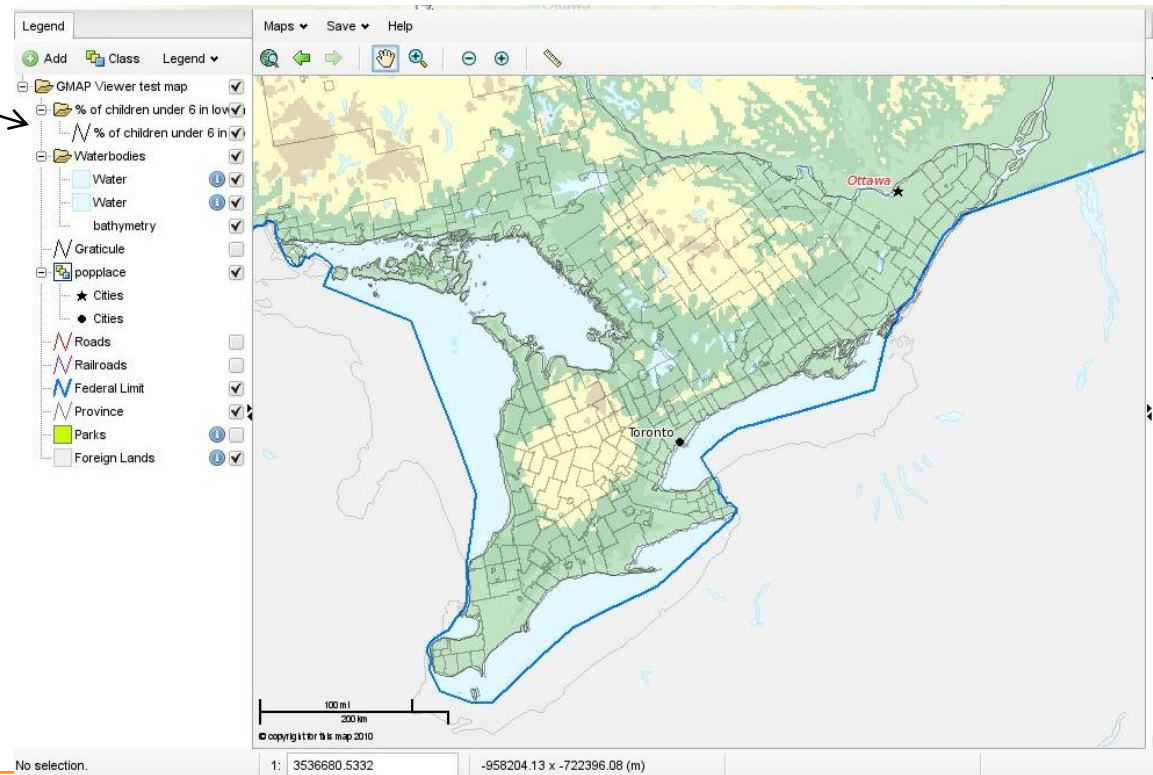 Ottawa
Legend
Maps Save Help
Add Class Legend
GMAP Viewer test map
% of children under 6 in low
% of children under 6 in
Waterbodies
Water
Water
bathymetry
Graticule
popplace
Cities
Cities
Roads
Railroads
Federal Limit
Province
Parks
Foreign Lands
Ottawa
Toronto
100 mi
200 km
© copyright for this map 2010
No selection. 1: 3536680.5332 -958204.13 x -722396.08 (m)